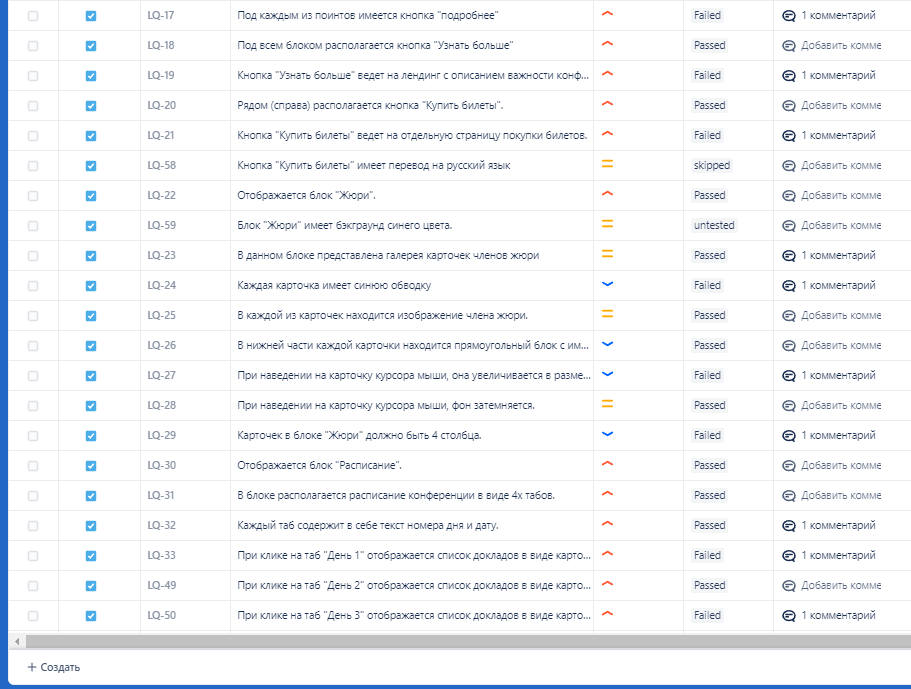 LQ-17 Под каждым из поинтов имеется кнопка "подробнее" Failed 1 комментарий
LQ-18 Под всем блоком располагается кнопка "Узнать больше" Passed Добавить комме
LQ-19 Кнопка "Узнать больше" ведет на лендинг с описанием важности конф... Failed 1 комментарий
LQ-20 Рядом (справа) располагается кнопка "Купить билеты". Passed Добавить комме
LQ-21 Кнопка "Купить билеты" ведет на отдельную страницу покупки билетов. Failed 1 комментарий
LQ-58 Кнопка "Купить билеты" имеет перевод на русский язык skipped Добавить комме
LQ-22 Отображается блок "Жюри". Passed Добавить комме
LQ-59 Блок "Жюри" имеет бэкграунд синего цвета. untested Добавить комме
LQ-23 В данном блоке представлена галерея карточек членов жюри Passed 1 комментарий
LQ-24 Каждая карточка имеет синюю обводку Failed 1 комментарий
LQ-25 В каждой из карточек находится изображение члена жюри. Passed Добавить комме
LQ-26 В нижней части каждой карточки находится прямоугольный блок с им... Passed Добавить комме
LQ-27 При наведении на карточку курсора мыши, она увеличивается в разме... Failed 1 комментарий
LQ-28 При наведении на карточку курсора мыши, фон затемняется. Passed Добавить комме
LQ-29 Карточек в блоке "Жюри" должно быть 4 столбца. Failed 1 комментарий
LQ-30 Отображается блок "Расписание". Passed Добавить комме
LQ-31 В блоке располагается расписание конференции в виде 4х табов. Passed Добавить комме
LQ-32 Каждый таб содержит в себе текст номера дня и дату. Passed 1 комментарий
LQ-33 При клике на таб "День 1" отображается список докладов в виде карто... Failed 1 комментарий
LQ-49 При клике на таб "День 2" отображается список докладов в виде карто... Passed Добавить комме
LQ-50 При клике на таб "День 3" отображается список докладов в виде карто... Failed 1 комментарий
+ Создать